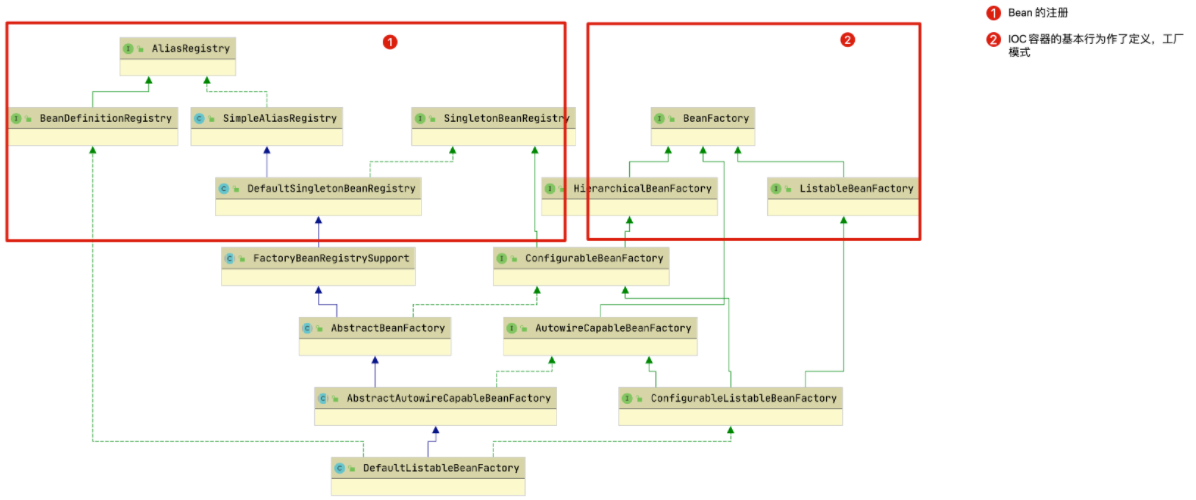 1 Bean 的注册
1
2
2 IOC 容器的基本行为作了定义，工厂
模式
I AliasRegistry
I BeanDefinitionRegistry
C SimpleAliasRegistry
I SingletonBeanRegistry
I BeanFactory
C DefaultSingletonBeanRegistry
I HierarchicalBeanFactory
I ListableBeanFactory
C FactoryBeanRegistrySupport
I ConfigurableBeanFactory
C AbstractBeanFactory
I AutowireCapableBeanFactory
C AbstractAutowireCapableBeanFactory
I ConfigurableListableBeanFactory
C DefaultListableBeanFactory